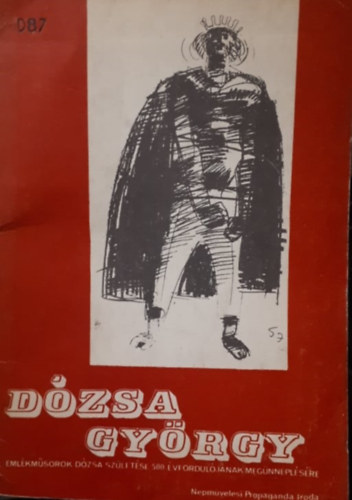 087
DÓZSA
GYÖRGY
EMLÉKMŰSOROK DÓZSA SZÜLETÉSE 500. ÉVFORDULÓJÁNAK MEGÜNNEPLÉSÉRE
Népművelési Propaganda Iroda